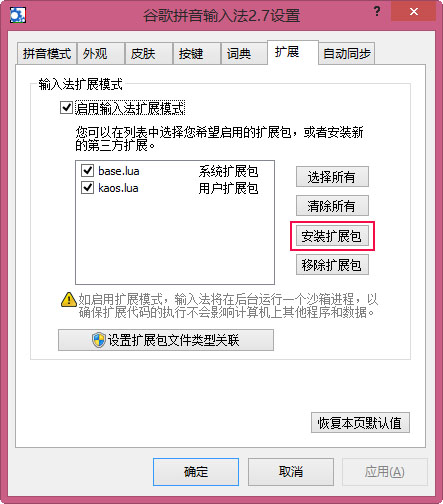 谷歌拼音输入法2.7设置
?
拼音模式 外观 皮肤 按键 词典 扩展 自动同步
输入法扩展模式
启用输入法扩展模式
您可以在列表中选择您希望启用的扩展包，或者安装新
的第三方扩展。
base.lua 系统扩展包
kaos.lua 用户扩展包
选择所有
清除所有
安装扩展包
移除扩展包
如启用扩展模式，输入法将在后台运行一个沙箱进程，以
确保扩展代码的执行不会影响计算机上其他程序和数据。
设置扩展包文件类型关联
恢复本页默认值
确定 取消 应用(A)